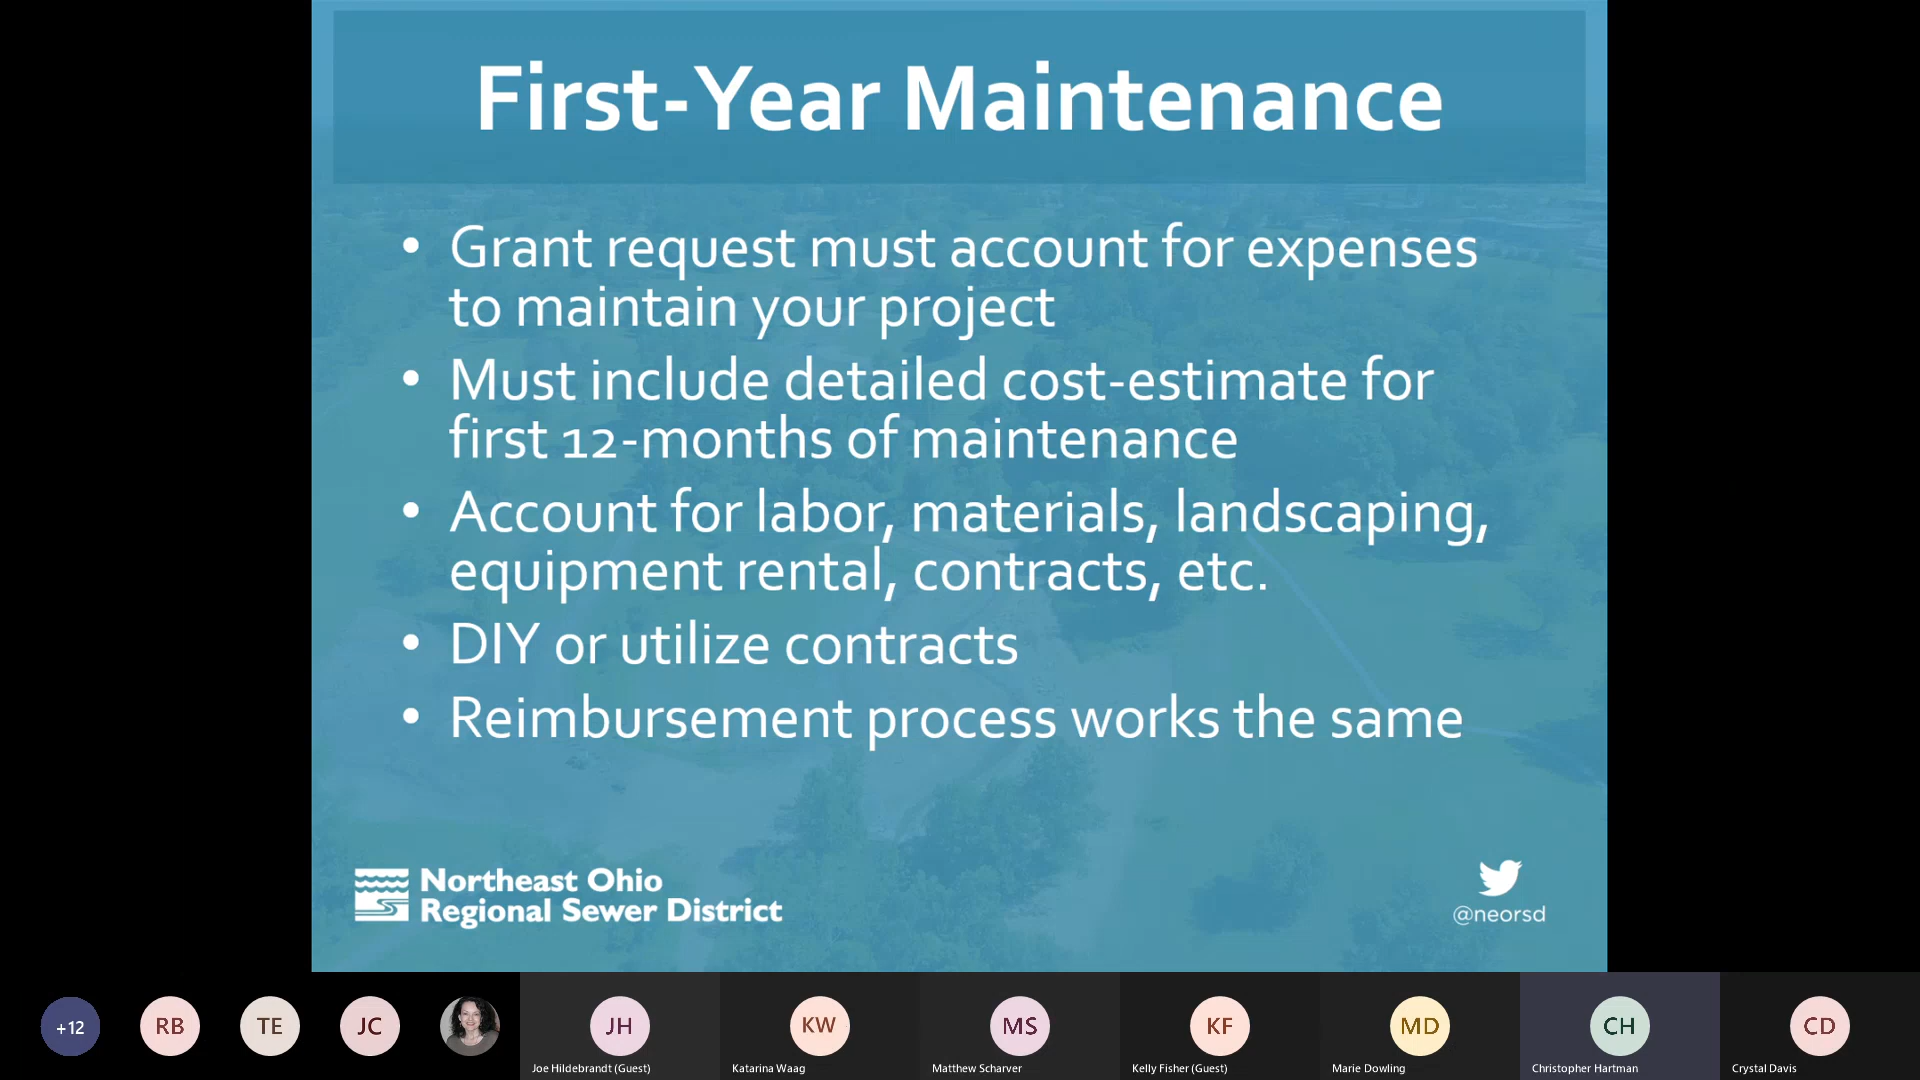 First-Year Maintenance
• Grant request must account for expenses
to maintain your project
• Must include detailed cost-estimate for
first 12-months of maintenance
• Account for labor, materials, landscaping,
equipment rental, contracts, etc.
• DIY or utilize contracts
• Reimbursement process works the same
Northeast Ohio
Regional Sewer District
@neorsd
+12
RB
TE
JC
JH
KW
MS
KF
MD
CH
CD
Joe Hildebrandt (Guest)
Katarina Waag
Matthew Scharver
Kelly Fisher (Guest)
Marie Dowling
Christopher Hartman
Crystal Davis